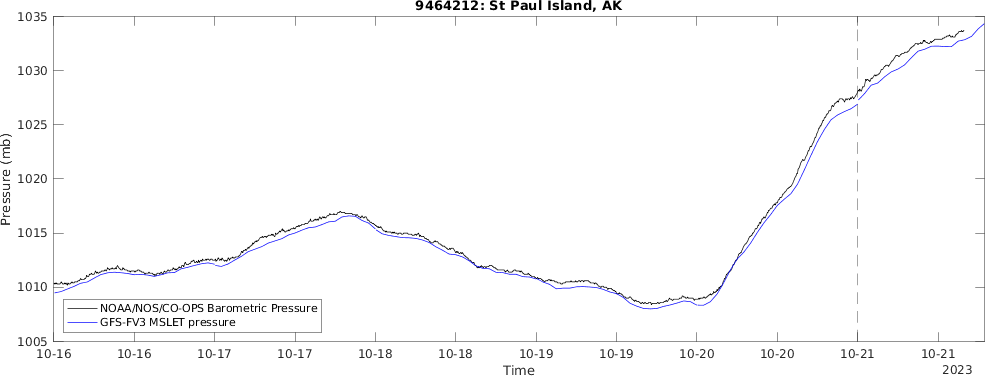 9464212: St Paul Island, AK
Pressure (mb)
1035
1030
1025
1020
1015
1010
1005
NOAA/NOS/CO-OPS Barometric Pressure
GFS-FV3 MSLET pressure
10-16 10-16 10-17 10-17 10-18 10-18 10-19 10-19 10-20 10-20 10-21 10-21
Time
2023